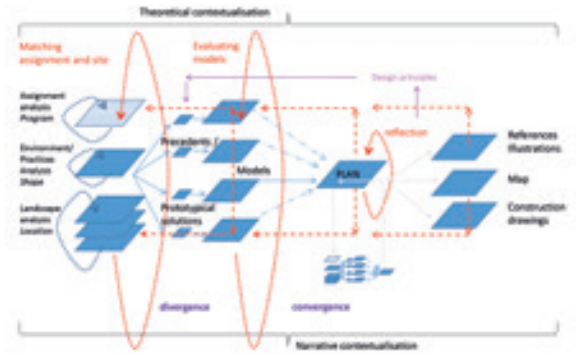 Theoretical contextualisation
Matching
assignment and site
Evaluating
models
Design principles
Assignment
analysis
Program
Environment/
Practices
Analysis
Shape
Landscape
analysis
Location
Precedents /
Models
Prototypical
solutions
PLAN
reflection
References
Illustrations.
Map
Construction
drawings
divergence
convergence
Narrative contextualisation